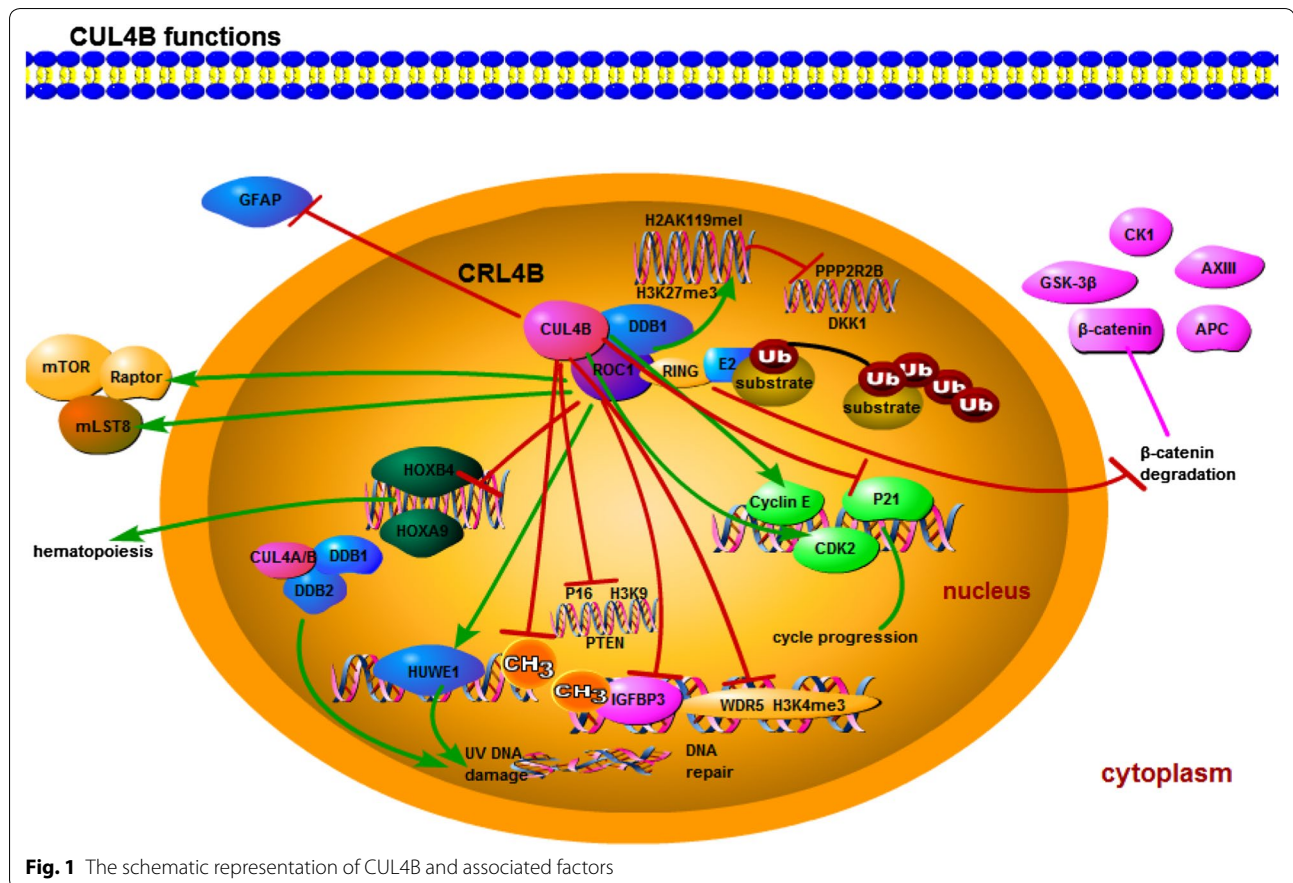 CUL4B functions
GFAP
H2AK119mel
CK1
CRL4B
PPP2R2B
AXIII
H3K27me3
GSK-3β
DKK1
CUL4B
DDB1
β-catenin
APC
mTOR
Raptor
ROC1
RING
E2
Ub
substrate
Ub
Ub
Ub
Ub
substrate
mLST8
HOXB4
β-catenin
degradation
Cyclin E
P21
HOXA9
hematopoiesis
CUL4A/B
DDB1
CDK2
DDB2
P16 H3K9
nucleus
PTEN
cycle progression
HUWE1
CH3
CH3
IGFBP3
WDR5 H3K4me3
UV DNA
damage
DNA
repair
cytoplasm
Fig. 1 The schematic representation of CUL4B and associated factors